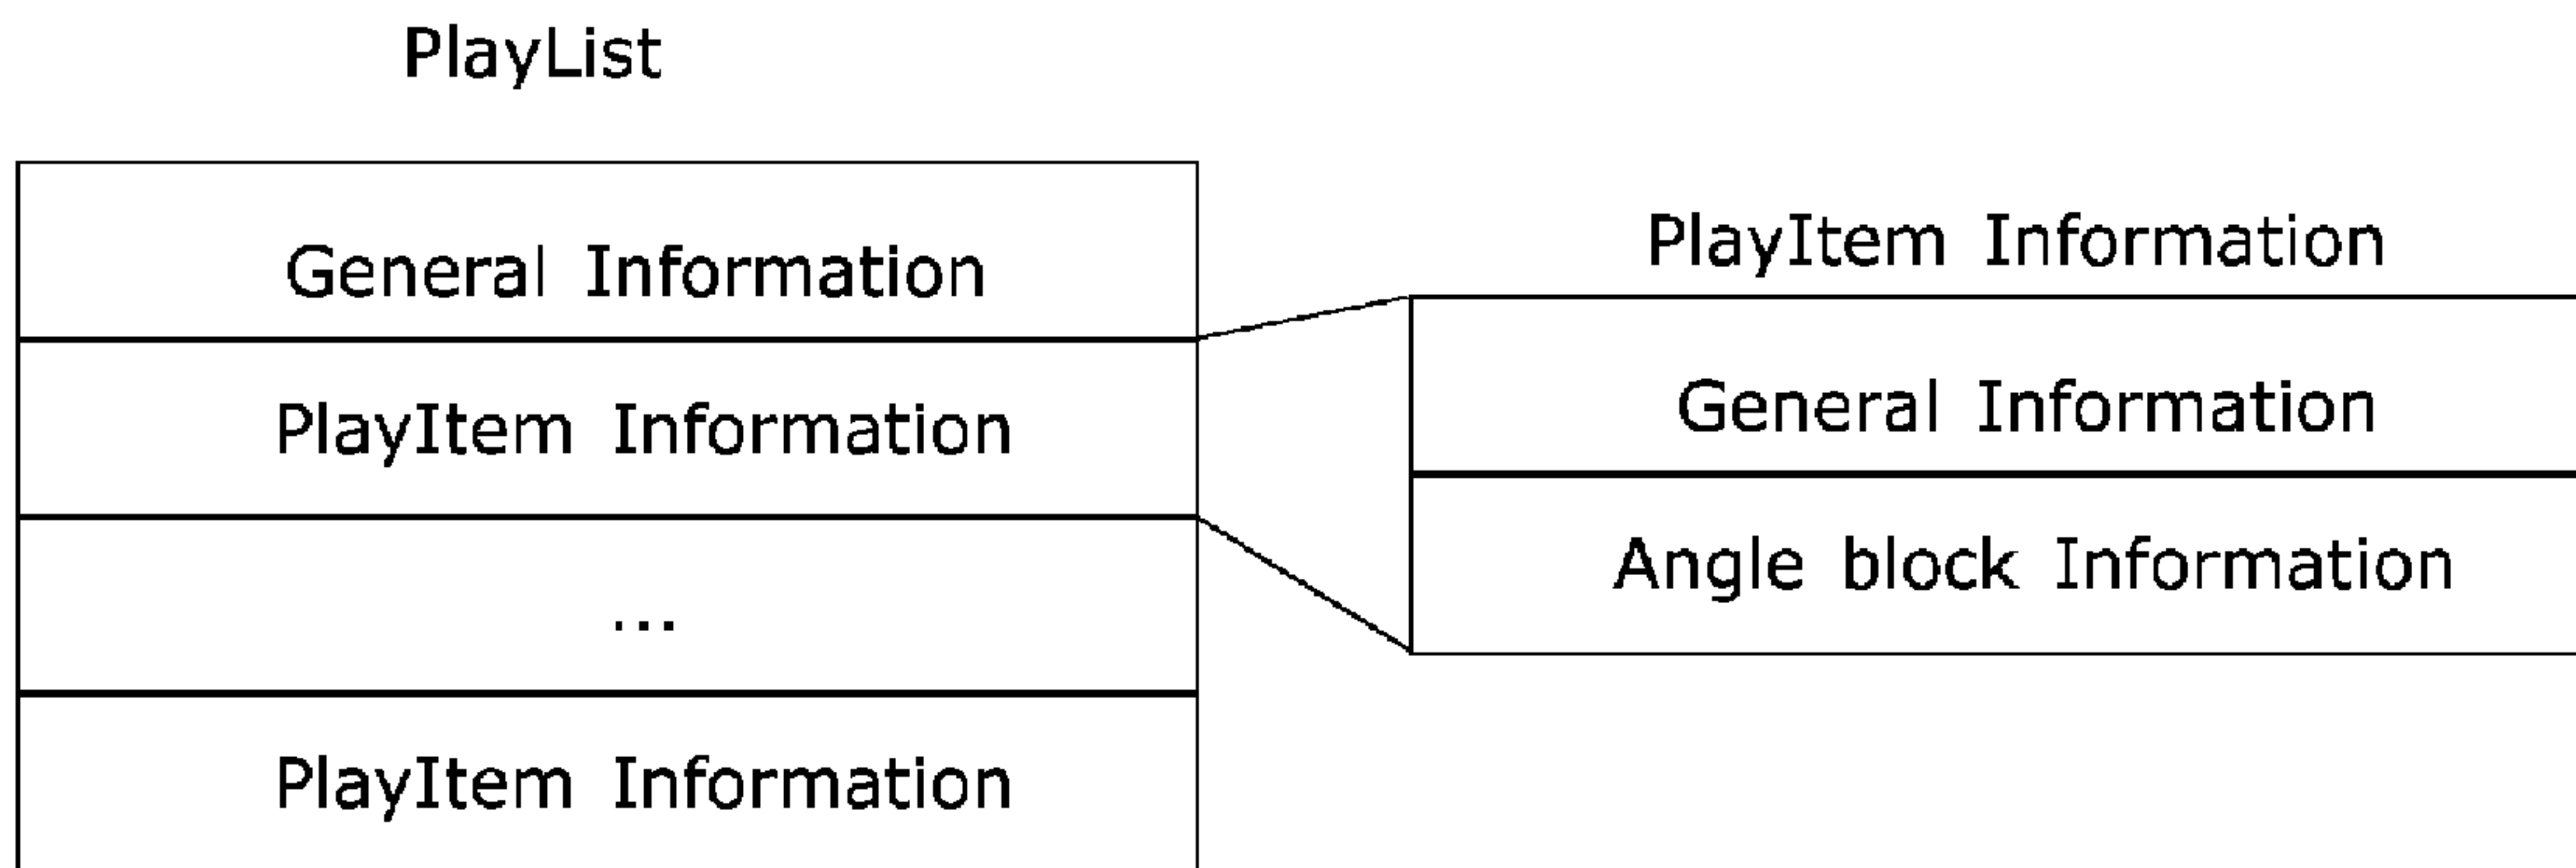 PlayList
General Information
PlayItem Information
...
PlayItem Information
PlayItem Information
General Information
Angle block Information